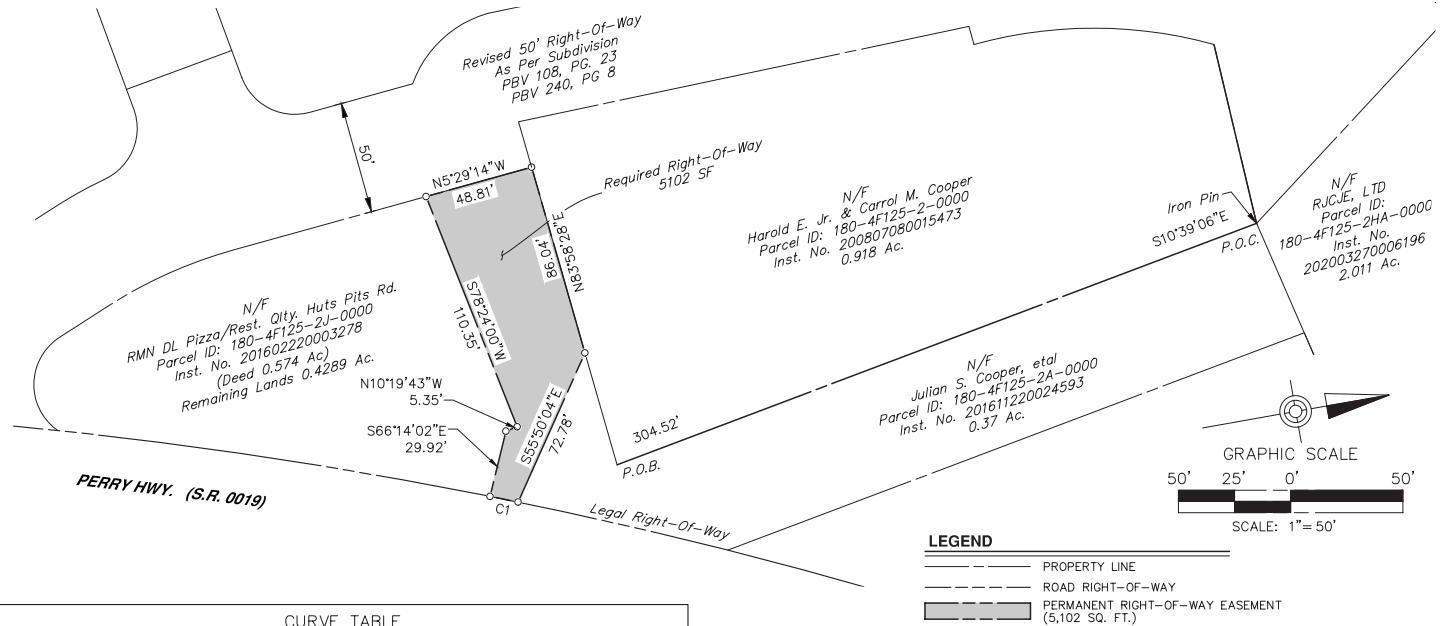 Revised 50' Right-Of-Way
As Per Subdivision
PBV 108, PG. 23
PBV 240, PG 8
50'
N5°29'14"W
48.81'
Required Right-Of-Way
5102 SF
N83°58'28"E
86.04'
S78°24'00"W
110.35'
N/F
Harold E. Jr. & Carrol M. Cooper
Parcel ID: 180-4F125-2-0000
Inst. No. 200807080015473
0.918 Ac.
Iron Pin
S10°39'06"E
P.O.C.
N/F
RJCJE, LTD
Parcel ID:
180-4F125-2HA-0000
Inst. No.
202003270006196
2.011 Ac.
N/F
RMN DL Pizza/Rest. Qlty. Huts Pits Rd.
Parcel ID: 180-4F125-2J-0000
Inst. No. 201602220003278
(Deed 0.574 Ac)
Remaining Lands 0.4289 Ac.
N10°19'43"W
5.35'
S66°14'02"E
29.92'
S55°50'04"E
72.78'
304.52'
P.O.B.
N/F
Julian S. Cooper, etal
Parcel ID: 180-4F125-2A-0000
Inst. No. 201611220024593
0.37 Ac.
PERRY HWY. (S.R. 0019)
C1
Legal Right-Of-Way
GRAPHIC SCALE
50' 25' 0' 50'
SCALE: 1"= 50'
LEGEND
PROPERTY LINE
ROAD RIGHT-OF-WAY
PERMANENT RIGHT-OF-WAY EASEMENT
(5,102 SQ. FT.)
CURVE TABLE